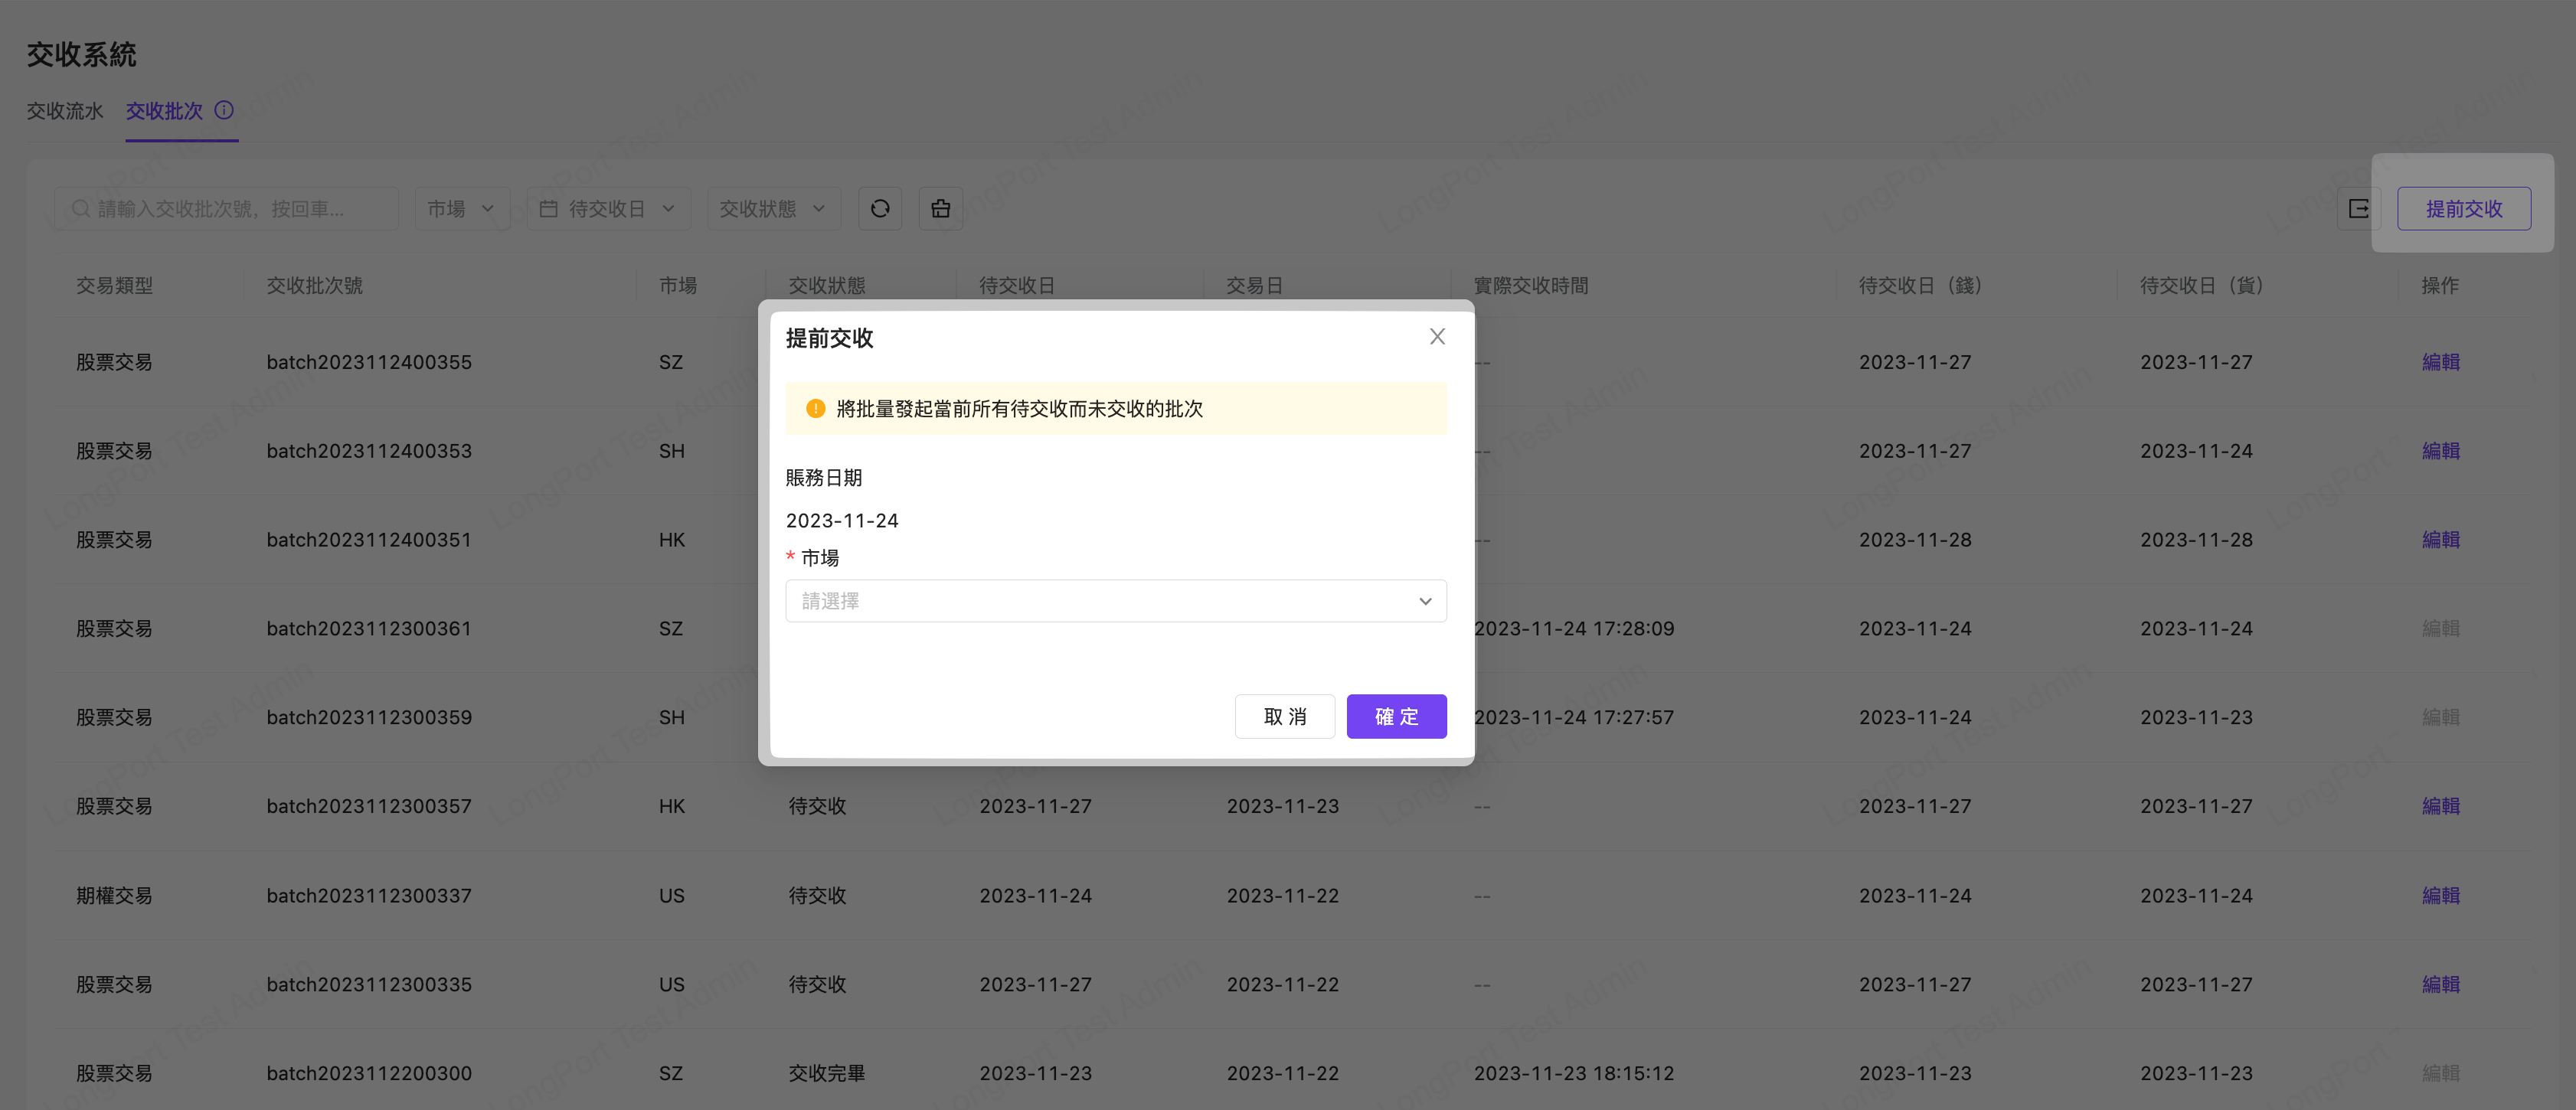 交收系統
交收流水 交收批次
請輸入交收批次號，按回車... 市場 待交收日 交收狀態 提前交收
交易類型 交收批次號 市場 交收狀態 待交收日 交易日 實際交收時間 待交收日（錢） 待交收日（貨） 操作
股票交易 batch2023112400355 SZ -- 2023-11-27 2023-11-27 編輯
股票交易 batch2023112400353 SH -- 2023-11-27 2023-11-24 編輯
股票交易 batch2023112400351 HK -- 2023-11-28 2023-11-28 編輯
股票交易 batch2023112300361 SZ 2023-11-24 17:28:09 2023-11-24 2023-11-24 編輯
股票交易 batch2023112300359 SH 2023-11-24 17:27:57 2023-11-24 2023-11-23 編輯
提前交收
將批量發起當前所有待交收而未交收的批次
賬務日期
2023-11-24
* 市場
請選擇
取 消 確 定
股票交易 batch2023112300357 HK 待交收 2023-11-27 2023-11-23 -- 2023-11-27 2023-11-27 編輯
期權交易 batch2023112300337 US 待交收 2023-11-24 2023-11-22 -- 2023-11-24 2023-11-24 編輯
股票交易 batch2023112300335 US 待交收 2023-11-27 2023-11-22 -- 2023-11-27 2023-11-27 編輯
股票交易 batch2023112200300 SZ 交收完畢 2023-11-23 2023-11-22 2023-11-23 18:15:12 2023-11-23 2023-11-23 編輯
LongPort Test Admin